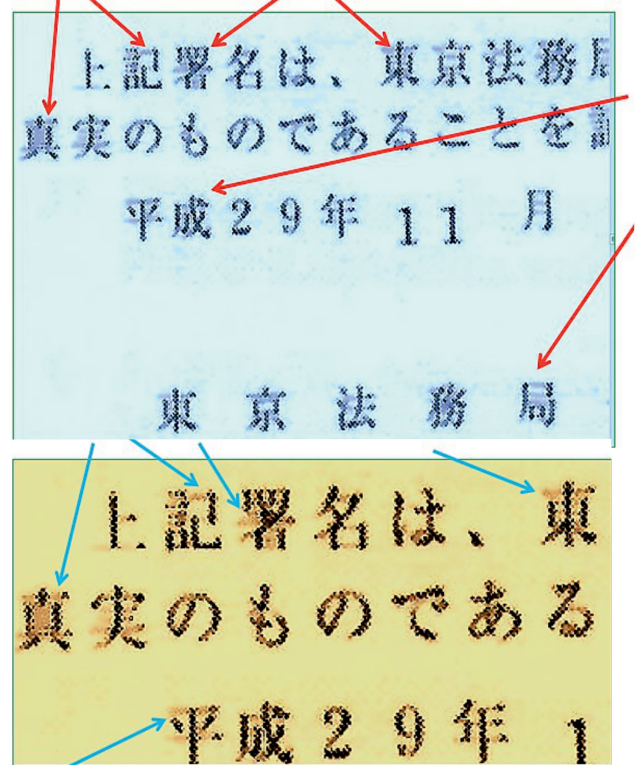 上記署名は、東京法務局
真実のものであることを
平成29年 11 月
東 京 法 務 局
上記署名は、東
真実のものである
平成29年 1